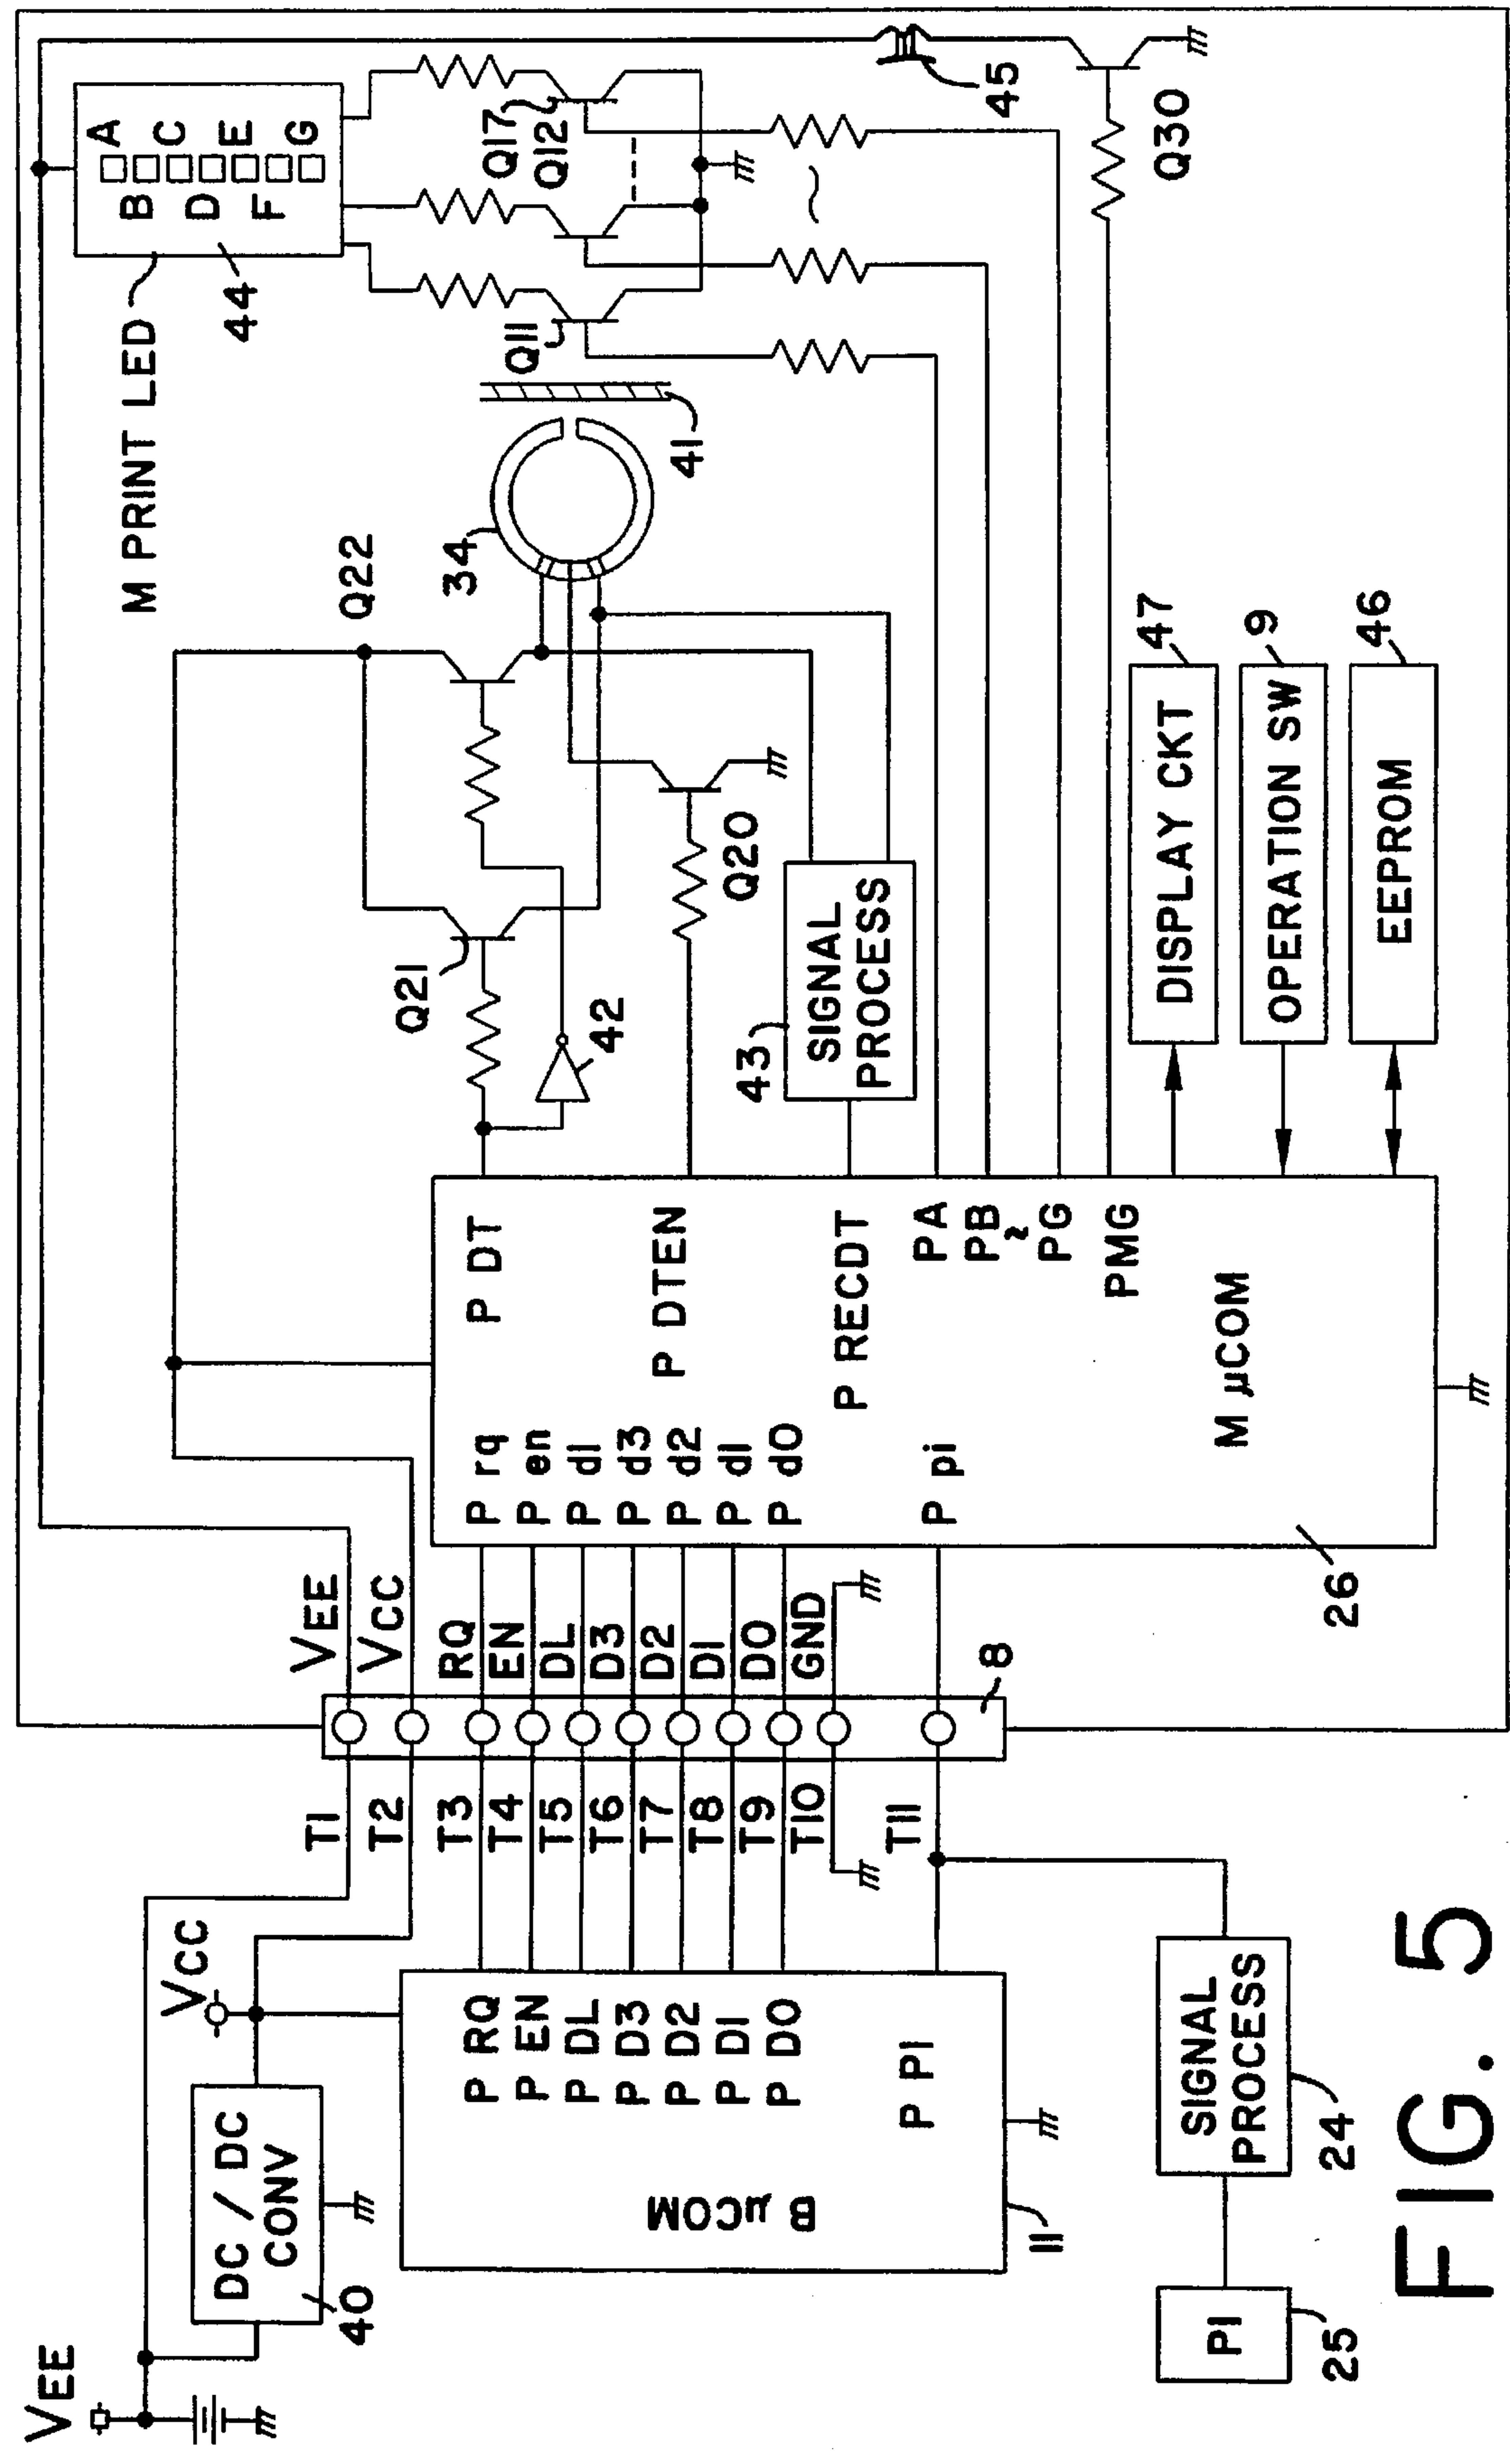 VEE
DC / DC
CONV
40
VCC
T1
T2
T3
T4
T5
T6
T7
T8
T9
T10
T11
B μCOM
P RQ
P EN
P DL
P D3
P D2
P D1
P D0
P PI
11
PI
25
SIGNAL
PROCESS
24
VEE
VCC
RQ
EN
DL
D3
D2
D1
D0
GND
8
P rq
P en
P dl
P d3
P d2
P d1
P d0
P pi
P DT
P DTEN
P RECDT
PA
PB
~
PG
PMG
M μCOM
26
Q21
42
Q22
34
Q20
43
SIGNAL
PROCESS
41
M PRINT LED
44
A
B
C
D
E
F
G
Q11
Q17
Q12
45
Q30
DISPLAY CKT
47
OPERATION SW
9
EEPROM
46
FIG. 5